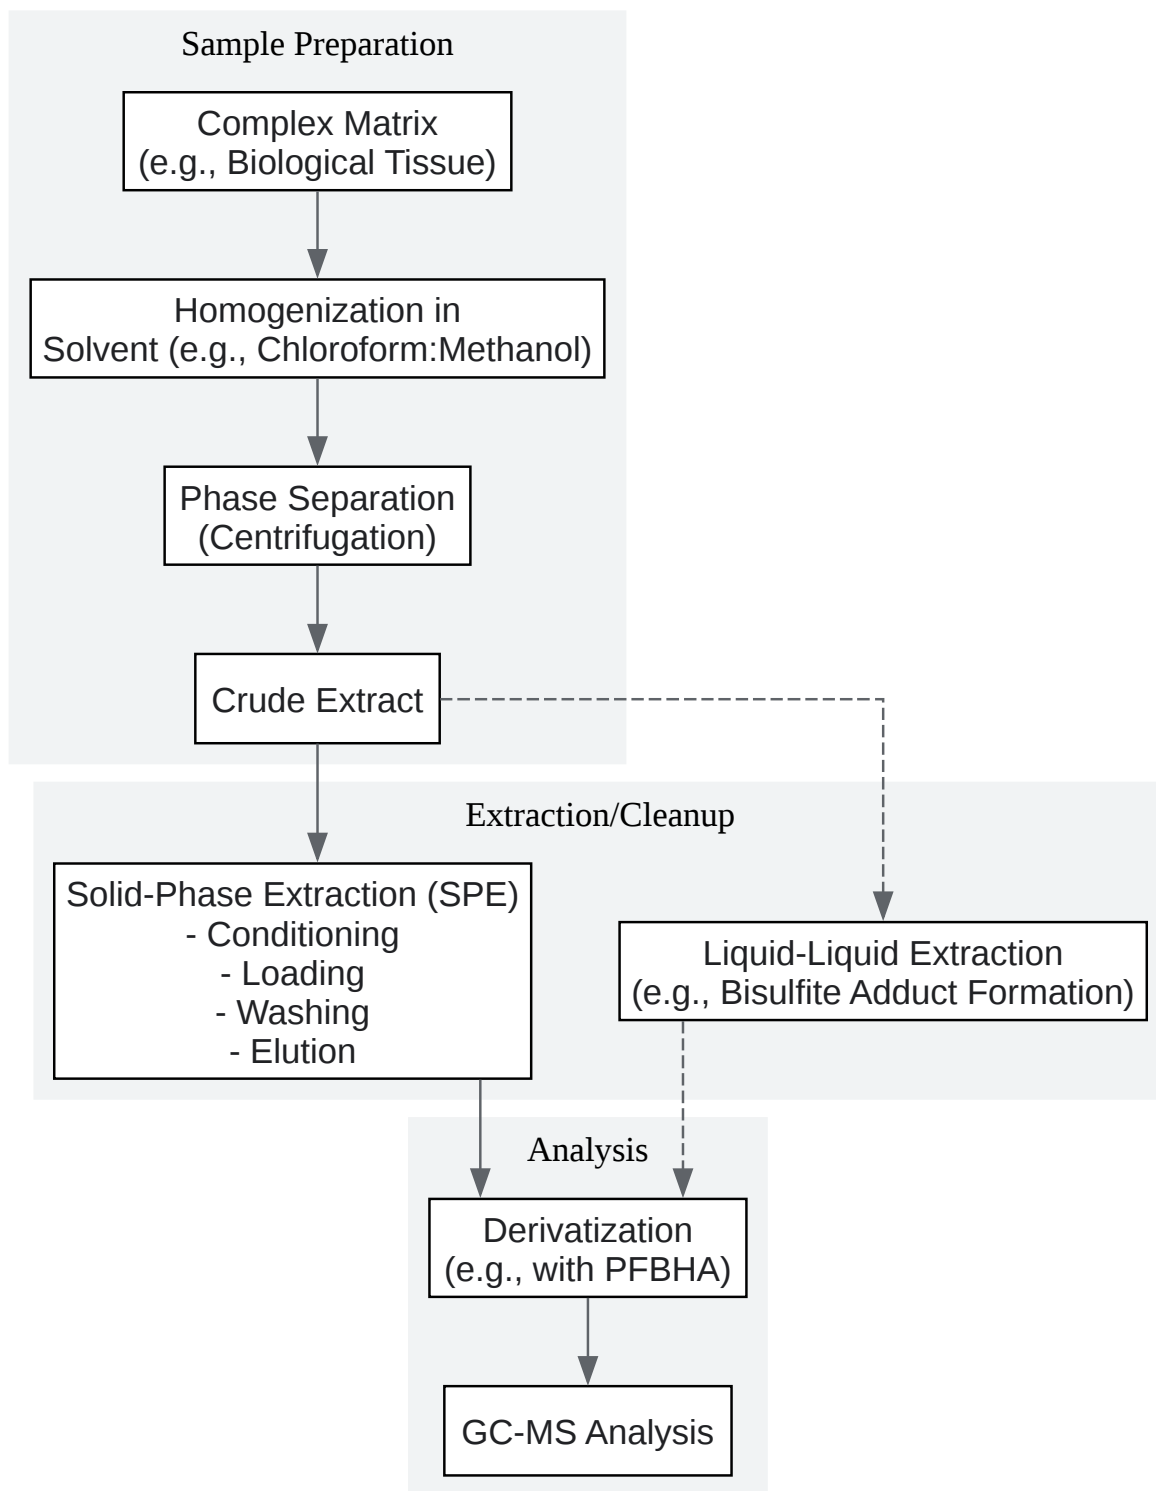 Sample Preparation
Complex Matrix
(e.g., Biological Tissue)
Homogenization in
Solvent (e.g., Chloroform:Methanol)
Phase Separation
(Centrifugation)
Crude Extract
Extraction/Cleanup
Solid-Phase Extraction (SPE)
- Conditioning
- Loading
- Washing
- Elution
Liquid-Liquid Extraction
(e.g., Bisulfite Adduct Formation)
Analysis
Derivatization
(e.g., with PFBHA)
GC-MS Analysis